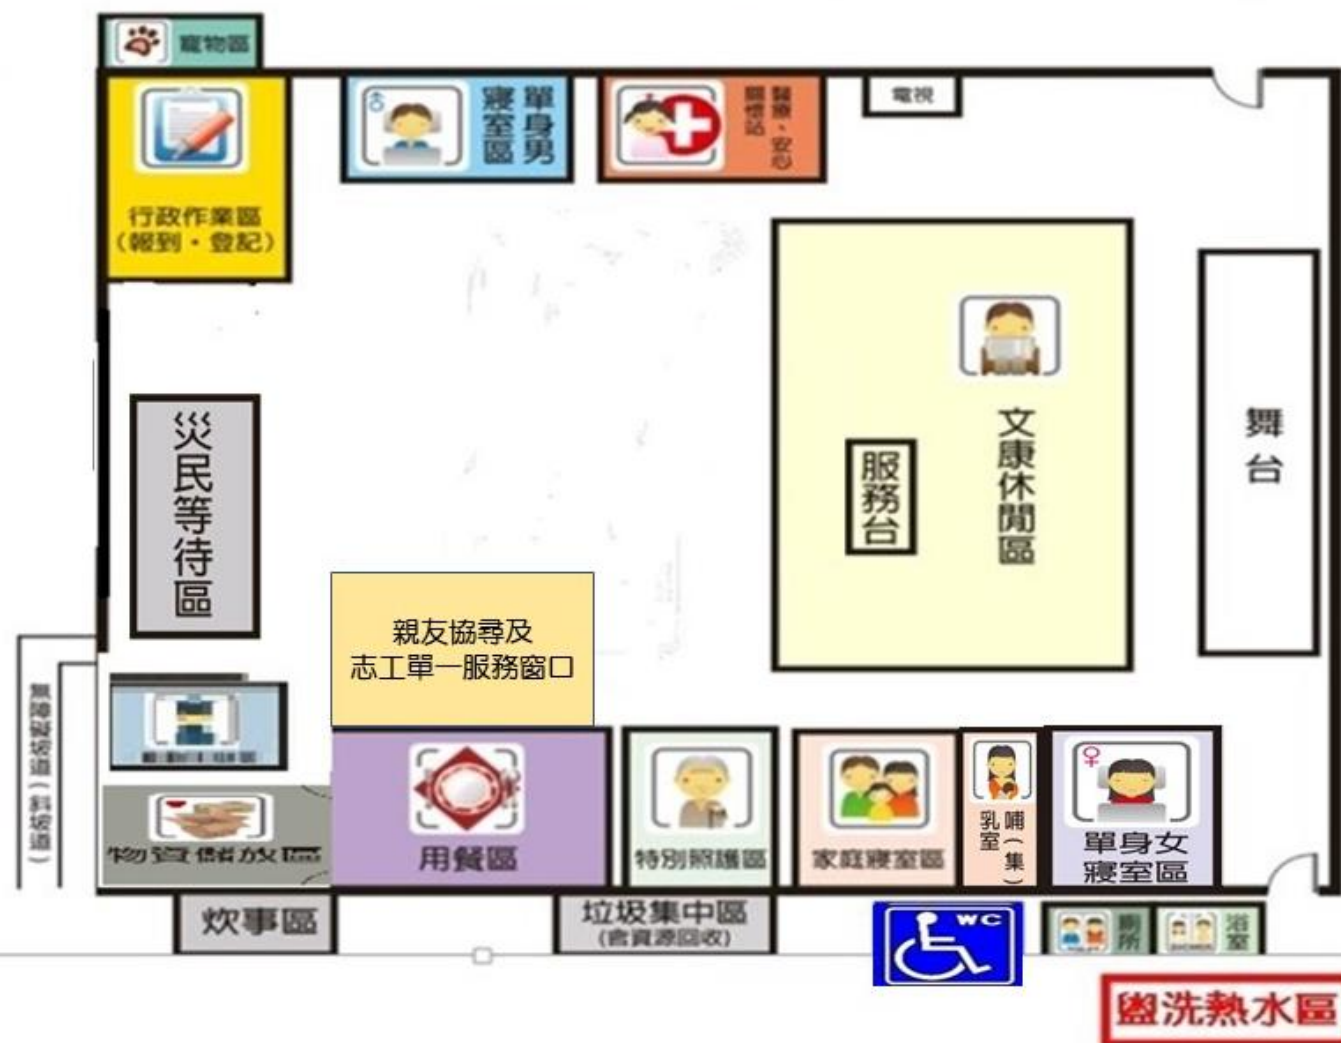 寵物區
行政作業區
(報到・登記)
單身男
寢室區
醫療、安心
關懷站
電視
文康休閒區
服務台
舞台
災民等待區
親友協尋及
志工單一服務窗口
無障礙坡道(斜坡道)
物資儲放區
用餐區
特別照護區
家庭寢室區
哺(集)
乳室
♀
單身女
寢室區
炊事區
垃圾集中區
(含資源回收)
WC
廁所
浴室
盥洗熱水區